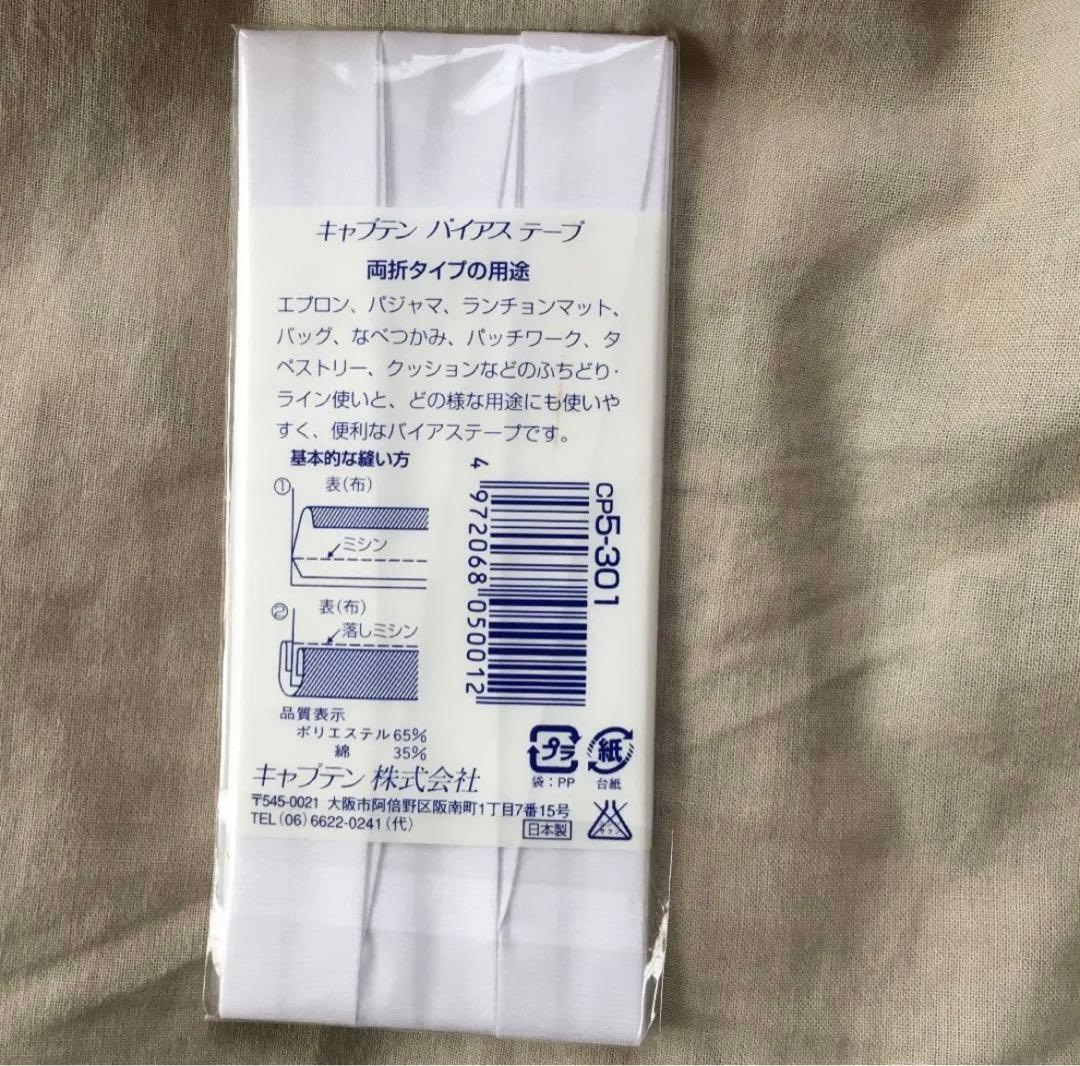 キャプテン バイアス テープ
両折タイプの用途
エプロン、パジャマ、ランチョンマット、
バッグ、なべつかみ、パッチワーク、タ
ペストリー、クッションなどのふちどり・
ライン使いと、どの様な用途にも使いや
すく、便利なバイアステープです。
基本的な縫い方
① 表(布)
ミシン
② 表(布)
落しミシン
4 972068 050012
CP5-301
品質表示
ポリエステル 65%
綿 35%
プラ
袋:PP
紙
台紙
キャプテン 株式会社
〒545-0021 大阪市阿倍野区阪南町1丁目7番15号
TEL(06)6622-0241(代)
日本製